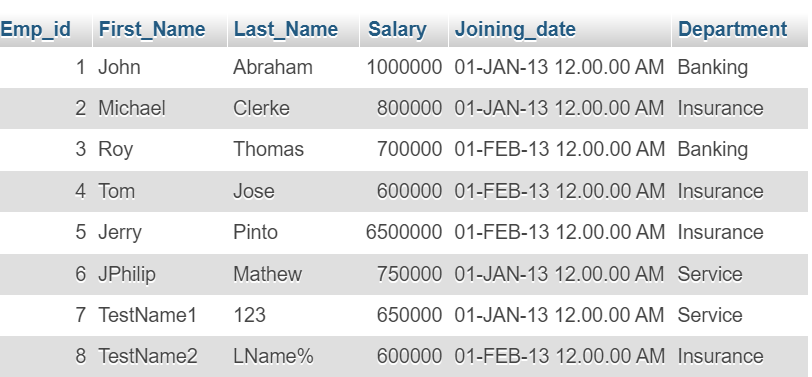 Emp_id First_Name Last_Name Salary Joining_date Department
1 John Abraham 1000000 01-JAN-13 12.00.00 AM Banking
2 Michael Clerke 800000 01-JAN-13 12.00.00 AM Insurance
3 Roy Thomas 700000 01-FEB-13 12.00.00 AM Banking
4 Tom Jose 600000 01-FEB-13 12.00.00 AM Insurance
5 Jerry Pinto 6500000 01-FEB-13 12.00.00 AM Insurance
6 JPhilip Mathew 750000 01-JAN-13 12.00.00 AM Service
7 TestName1 123 650000 01-JAN-13 12.00.00 AM Service
8 TestName2 LName% 600000 01-FEB-13 12.00.00 AM Insurance